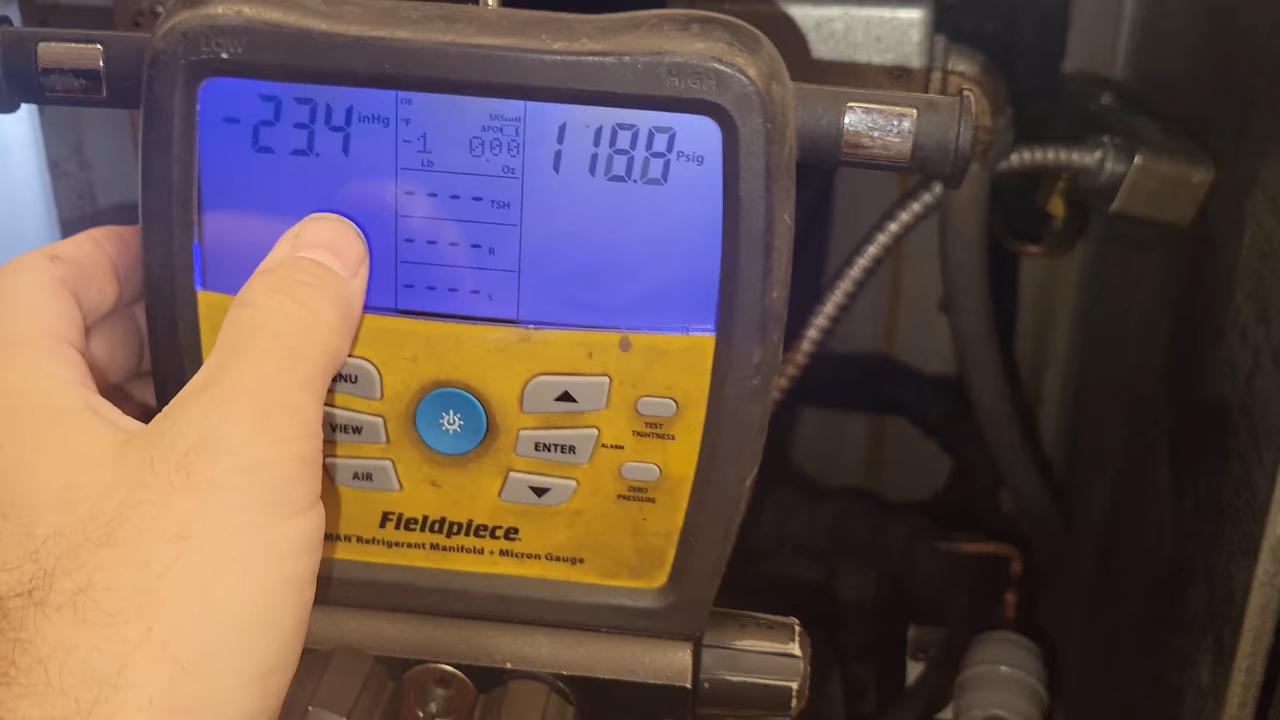 LOW
HIGH
-23.4 inHg
DB
°F
SRS
APO
-1 0.00
Lb Oz
118.8 Psig
---- TSH
---- R
---- S
ENU
VIEW
AIR
ENTER
ALARM
TEST
TIGHTNESS
ZERO
PRESSURE
Fieldpiece
MAN Refrigerant Manifold + Micron Gauge